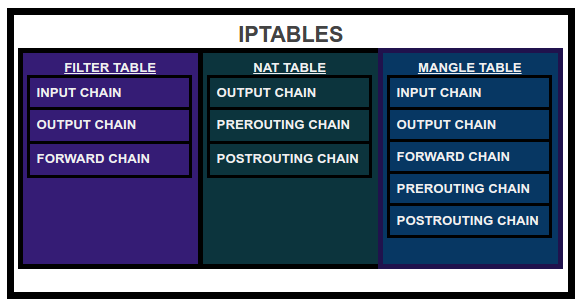 IPTABLES
FILTER TABLE
INPUT CHAIN
OUTPUT CHAIN
FORWARD CHAIN
NAT TABLE
OUTPUT CHAIN
PREROUTING CHAIN
POSTROUTING CHAIN
MANGLE TABLE
INPUT CHAIN
OUTPUT CHAIN
FORWARD CHAIN
PREROUTING CHAIN
POSTROUTING CHAIN